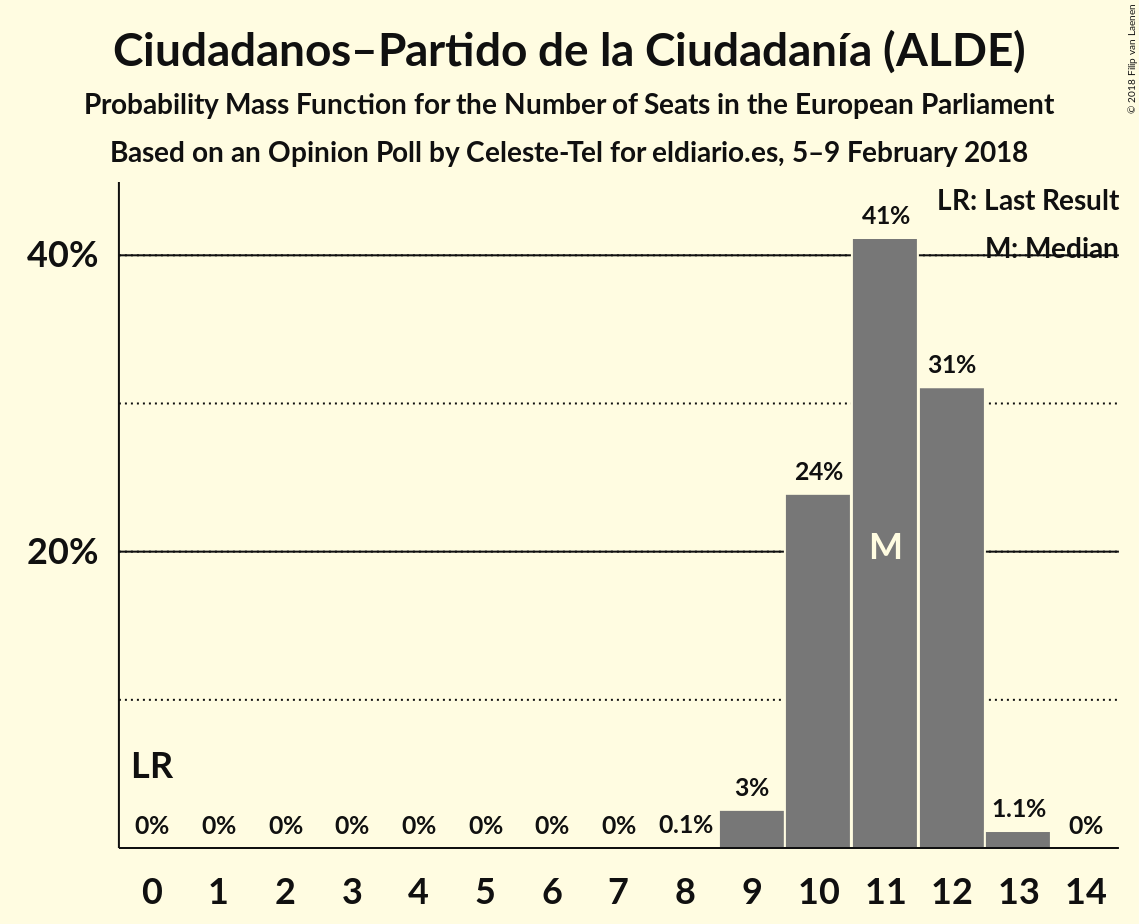 Ciudadanos–Partido de la Ciudadanía (ALDE)
Probability Mass Function for the Number of Seats in the European Parliament
Based on an Opinion Poll by Celeste-Tel for eldiario.es, 5–9 February 2018
© 2018 Filip van Laenen
LR: Last Result
M: Median
41%
40%
31%
24%
20%
M
LR
3%
1.1%
0% 0% 0% 0% 0% 0% 0% 0% 0.1% 0%
0 1 2 3 4 5 6 7 8 9 10 11 12 13 14